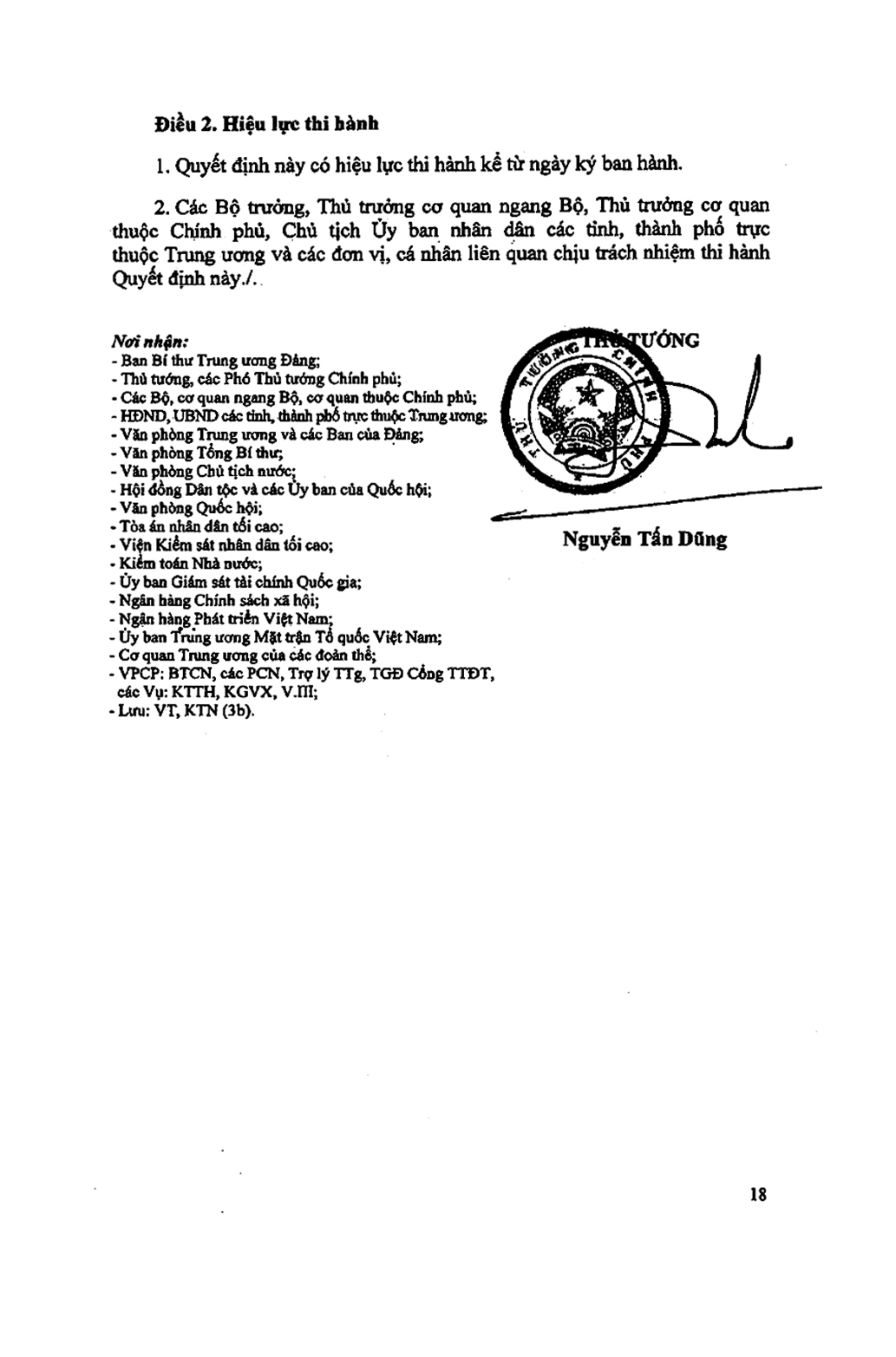 Điều 2. Hiệu lực thi hành
1. Quyết định này có hiệu lực thi hành kể từ ngày ký ban hành.
2. Các Bộ trưởng, Thủ trưởng cơ quan ngang Bộ, Thủ trưởng cơ quan
thuộc Chính phủ, Chủ tịch Ủy ban nhân dân các tỉnh, thành phố trực
thuộc Trung ương và các đơn vị, cá nhân liên quan chịu trách nhiệm thi hành
Quyết định này./.
Nơi nhận:
- Ban Bí thư Trung ương Đảng;
- Thủ tướng, các Phó Thủ tướng Chính phủ;
- Các Bộ, cơ quan ngang Bộ, cơ quan thuộc Chính phủ;
- HĐND, UBND các tỉnh, thành phố trực thuộc Trung ương;
- Văn phòng Trung ương và các Ban của Đảng;
- Văn phòng Tổng Bí thư;
- Văn phòng Chủ tịch nước;
- Hội đồng Dân tộc và các Ủy ban của Quốc hội;
- Văn phòng Quốc hội;
- Tòa án nhân dân tối cao;
- Viện Kiểm sát nhân dân tối cao;
- Kiểm toán Nhà nước;
- Ủy ban Giám sát tài chính Quốc gia;
- Ngân hàng Chính sách xã hội;
- Ngân hàng Phát triển Việt Nam;
- Ủy ban Trung ương Mặt trận Tổ quốc Việt Nam;
- Cơ quan Trung ương của các đoàn thể;
- VPCP: BTCN, các PCN, Trợ lý TTg, TGĐ Cổng TTĐT,
các Vụ: KTTH, KGVX, V.III;
- Lưu: VT, KTN (3b).
THỦ TƯỚNG
THỦ TƯỚNG CHÍNH PHỦ
Nguyễn Tấn Dũng
18